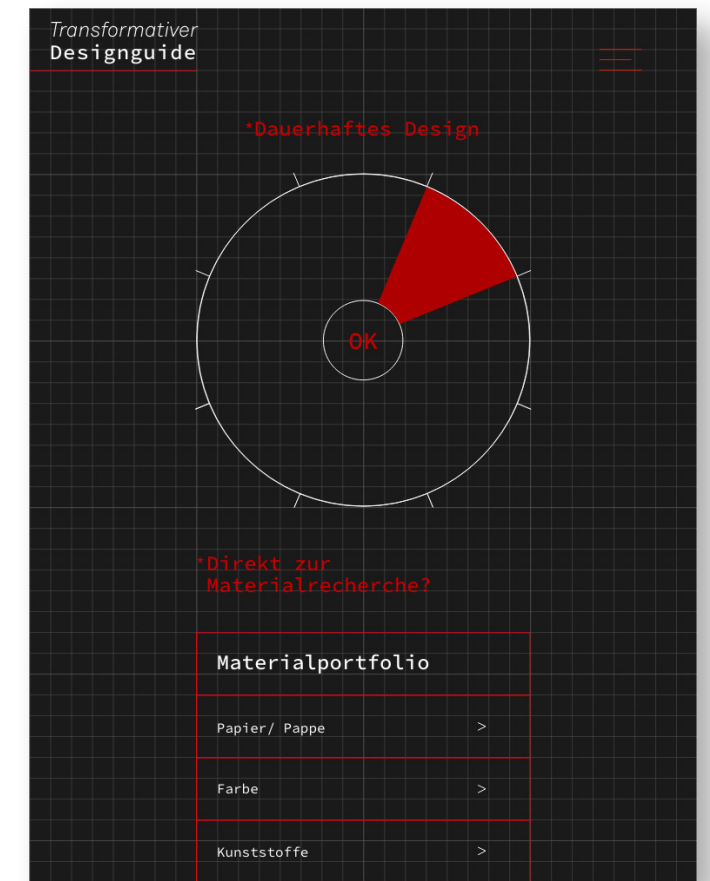 Transformativer
Designguide
*Dauerhaftes Design
OK
*Direkt zur
Materialrecherche?
Materialportfolio
Papier/ Pappe >
Farbe >
Kunststoffe >